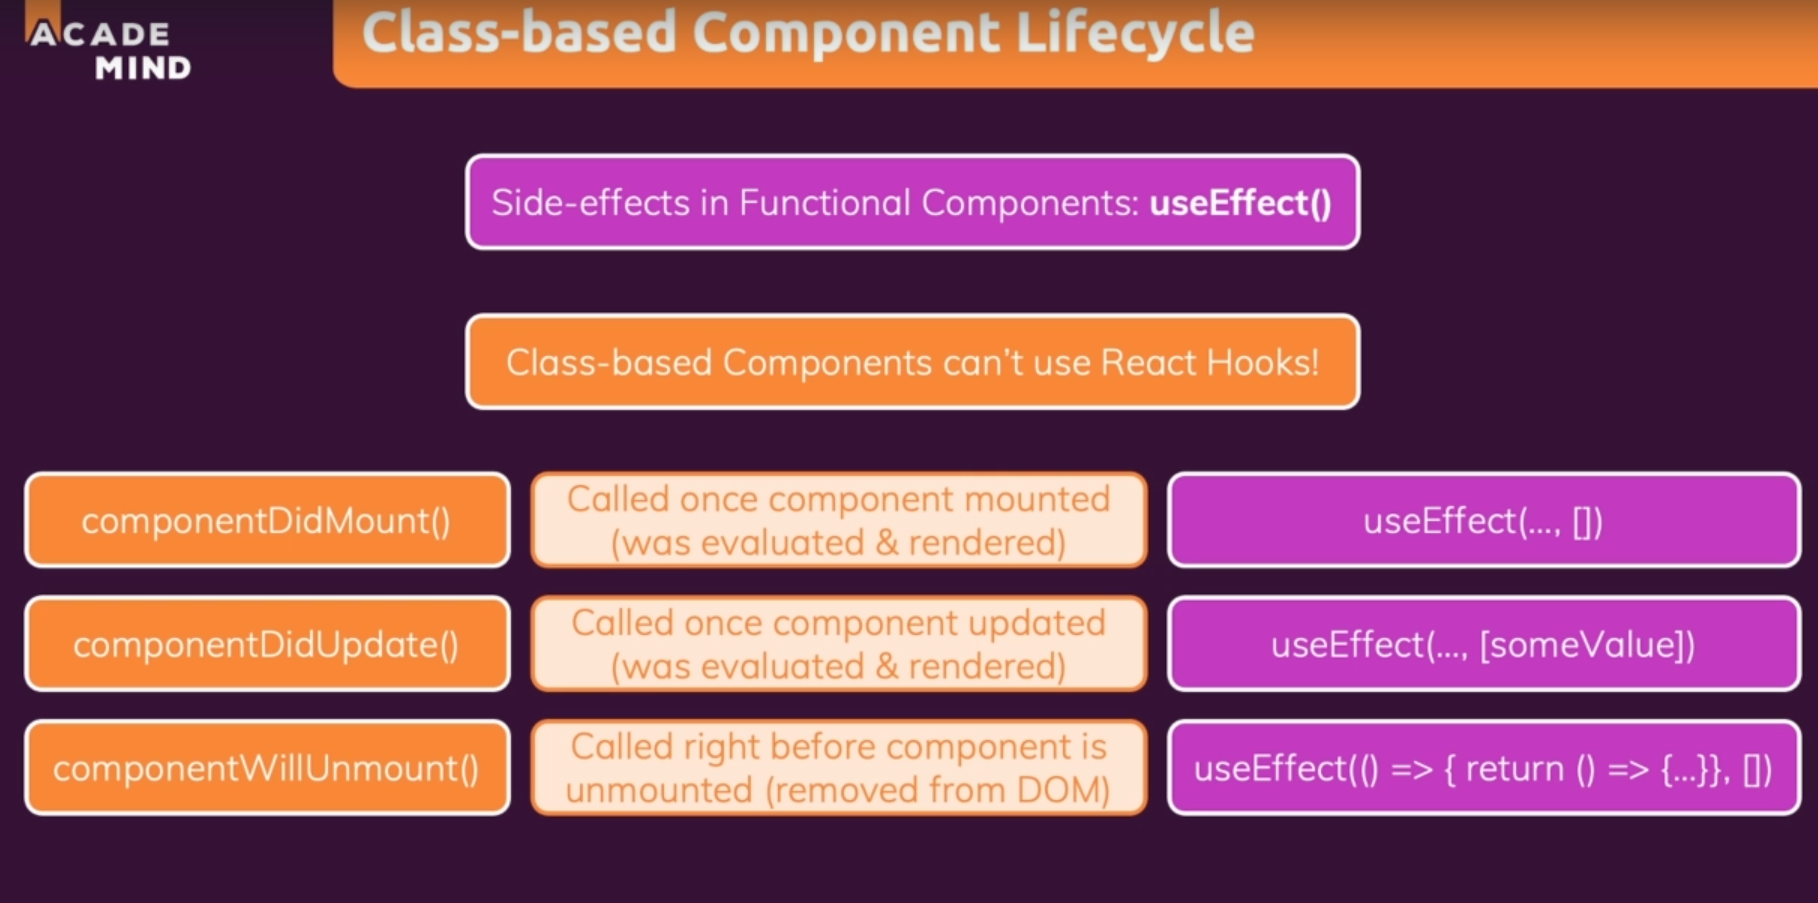 ACADE
MIND
Class-based Component Lifecycle
Side-effects in Functional Components: useEffect()
Class-based Components can't use React Hooks!
componentDidMount()
Called once component mounted
(was evaluated & rendered)
useEffect(..., [])
componentDidUpdate()
Called once component updated
(was evaluated & rendered)
useEffect(..., [someValue])
componentWillUnmount()
Called right before component is
unmounted (removed from DOM)
useEffect(() => { return () => {...}}, [])